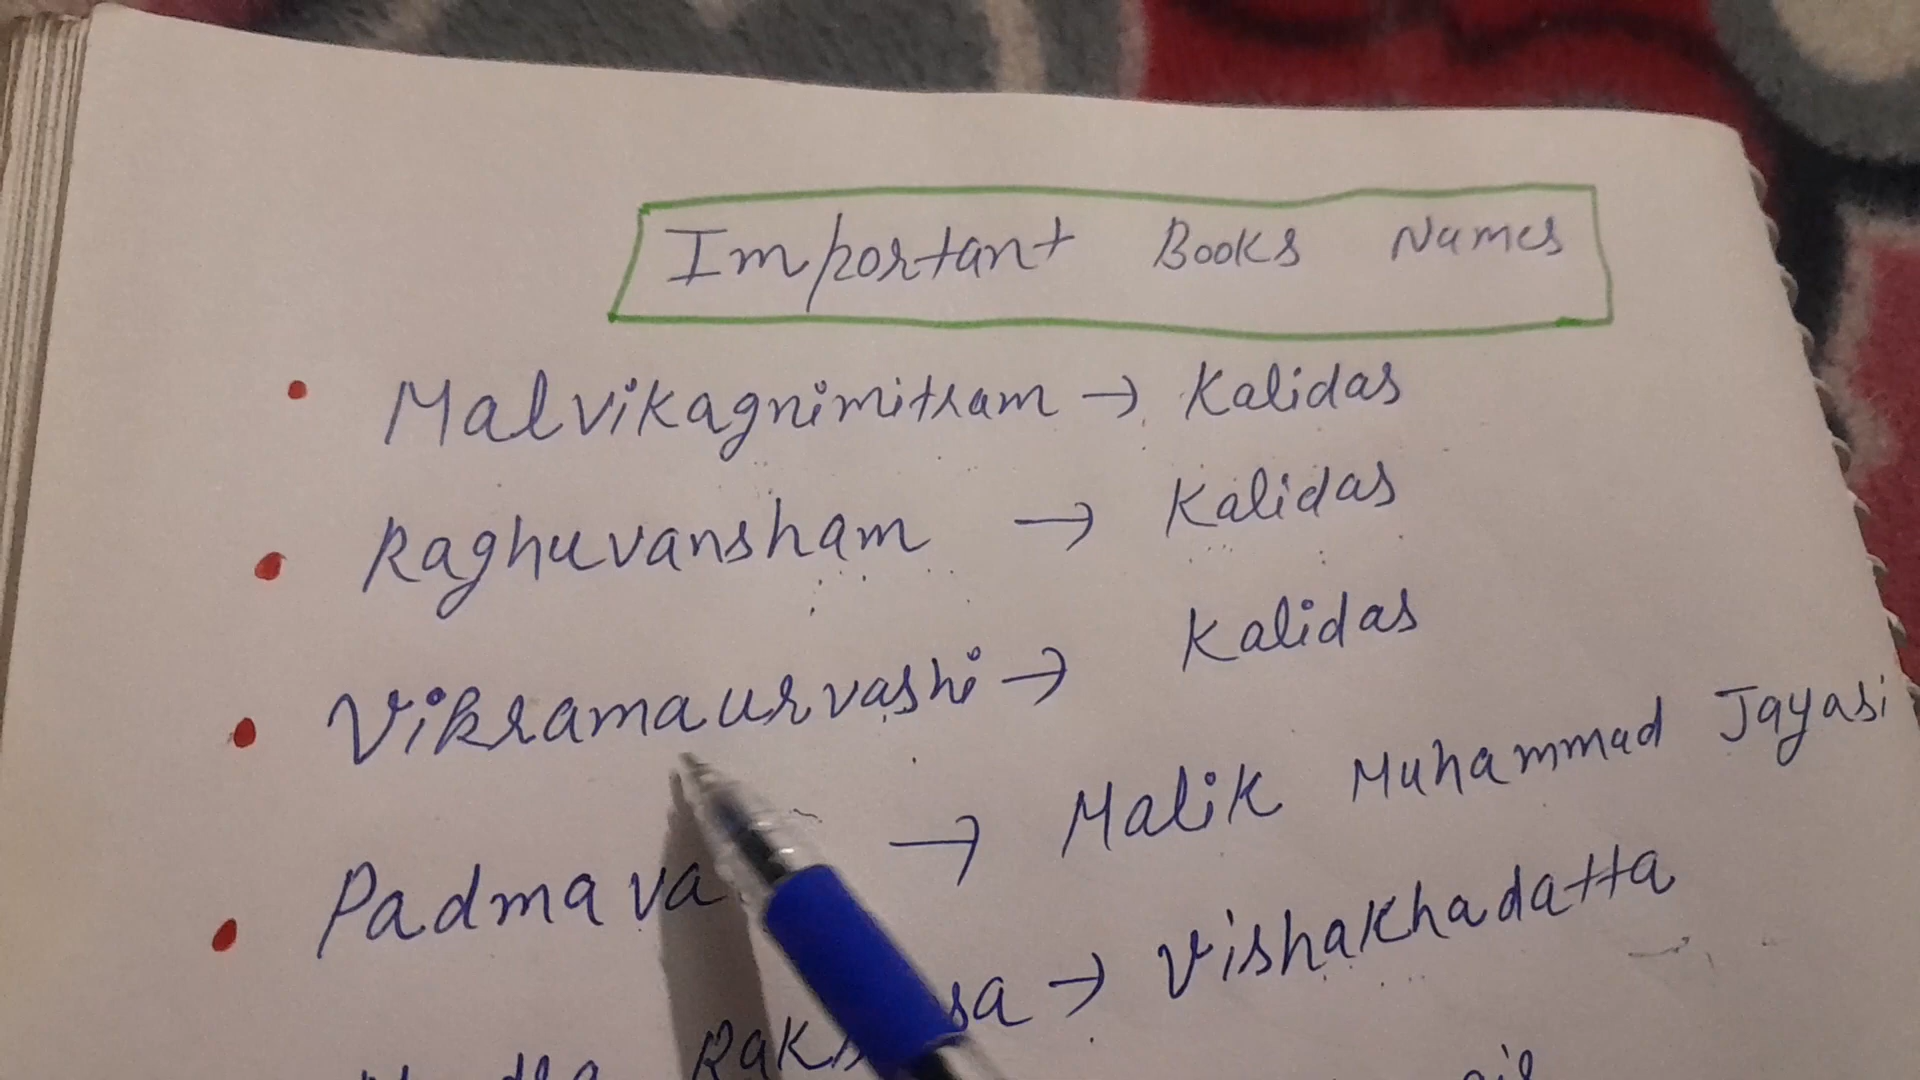 Important Books Names
Malvikagnimitram → Kalidas
Raghuvansham → Kalidas
Vikramaurvashi → Kalidas
Padmava → Malik Muhammad Jayasi
→ Vishakhadatta